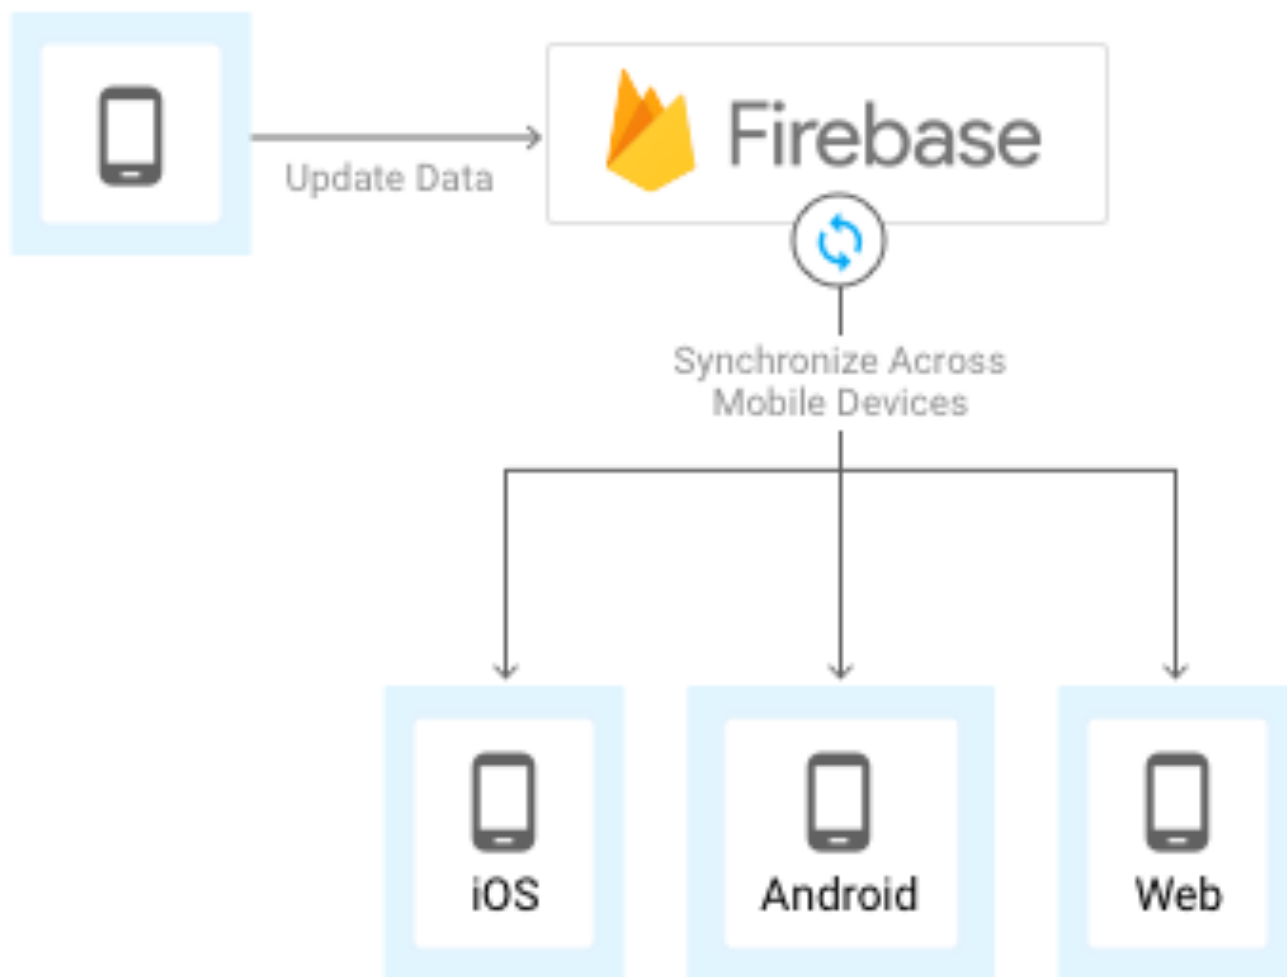 Firebase
Update Data
Synchronize Across
Mobile Devices
iOS
Android
Web